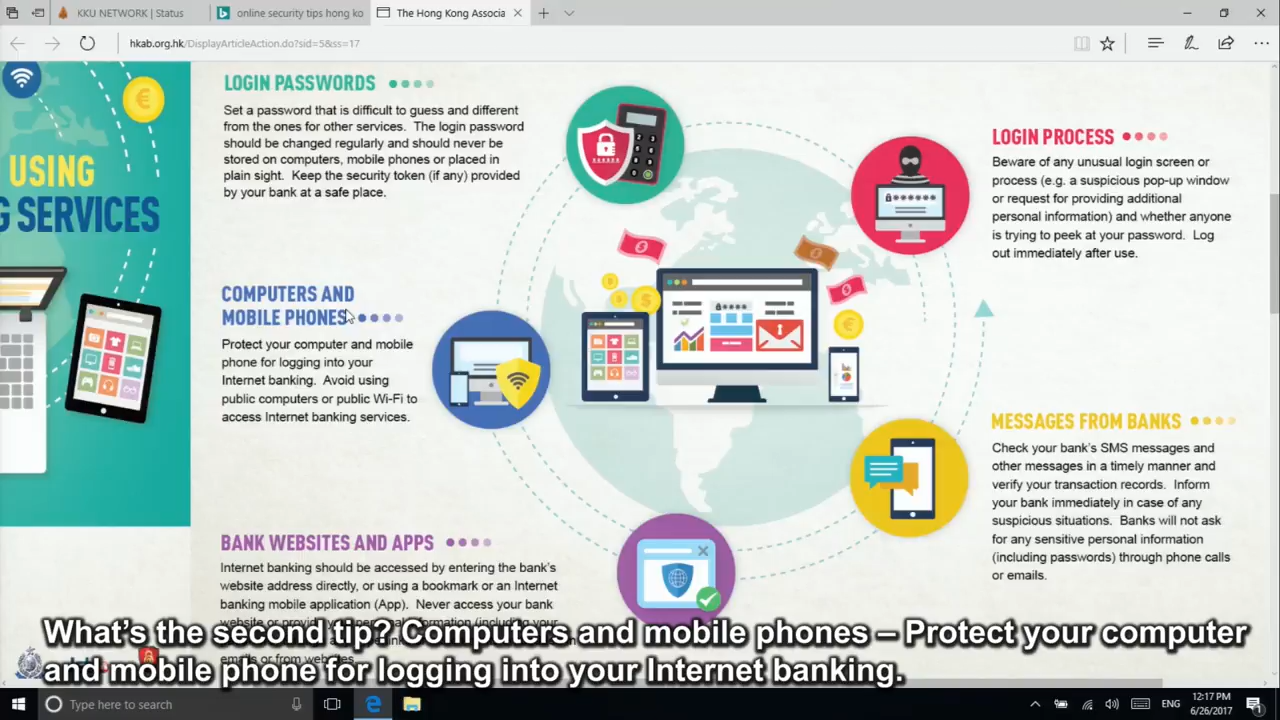 KKU NETWORK | Status
online security tips hong ko
The Hong Kong Associa
hkab.org.hk/DisplayArticleAction.do?sid=5&ss=17
USING
G SERVICES
LOGIN PASSWORDS
Set a password that is difficult to guess and different
from the ones for other services. The login password
should be changed regularly and should never be
stored on computers, mobile phones or placed in
plain sight. Keep the security token (if any) provided
by your bank at a safe place.
LOGIN PROCESS
Beware of any unusual login screen or
process (e.g. a suspicious pop-up window
or request for providing additional
personal information) and whether anyone
is trying to peek at your password. Log
out immediately after use.
COMPUTERS AND
MOBILE PHONES
Protect your computer and mobile
phone for logging into your
Internet banking. Avoid using
public computers or public Wi-Fi to
access Internet banking services.
MESSAGES FROM BANKS
Check your bank's SMS messages and
other messages in a timely manner and
verify your transaction records. Inform
your bank immediately in case of any
suspicious situations. Banks will not ask
for any sensitive personal information
(including passwords) through phone calls
or emails.
BANK WEBSITES AND APPS
Internet banking should be accessed by entering the bank's
website address directly, or using a bookmark or an Internet
banking mobile application (App). Never access your bank
What's the second tip? Computers and mobile phones – Protect your computer
and mobile phone for logging into your Internet banking.
Type here to search
ENG
12:17 PM
6/26/2017